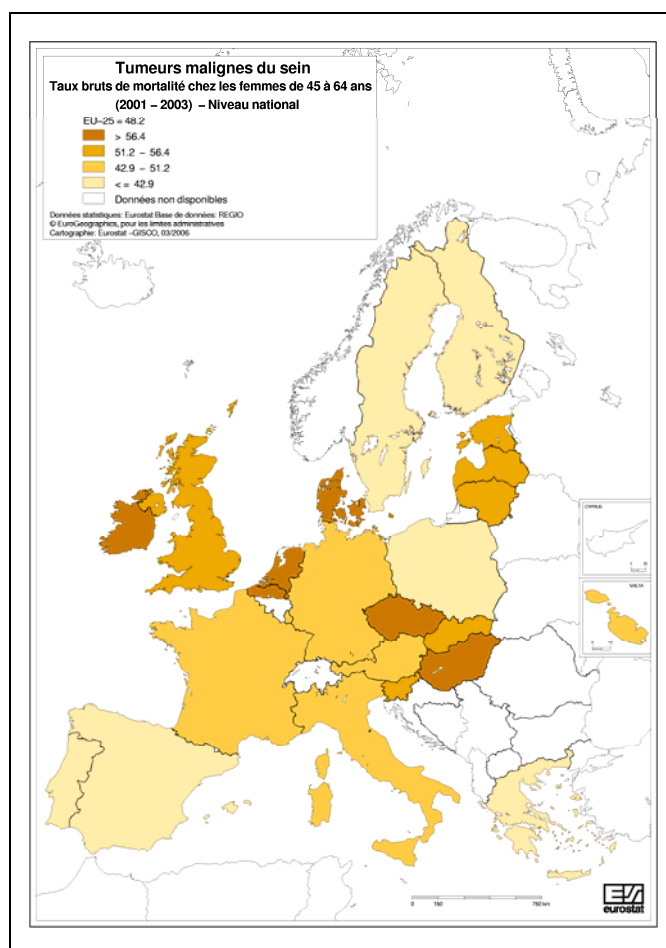 Tumeurs malignes du sein
Taux bruts de mortalité chez les femmes de 45 à 64 ans
(2001 – 2003) – Niveau national
EU–25 = 48.2
> 56.4
51.2 – 56.4
42.9 – 51.2
<= 42.9
Données non disponibles
Données statistiques: Eurostat Base de données: REGIO
© EuroGeographics, pour les limites administratives
Cartographie: Eurostat –GISCO, 03/2006
CYPRUS
MALTA
0 150 750 km
eurostat